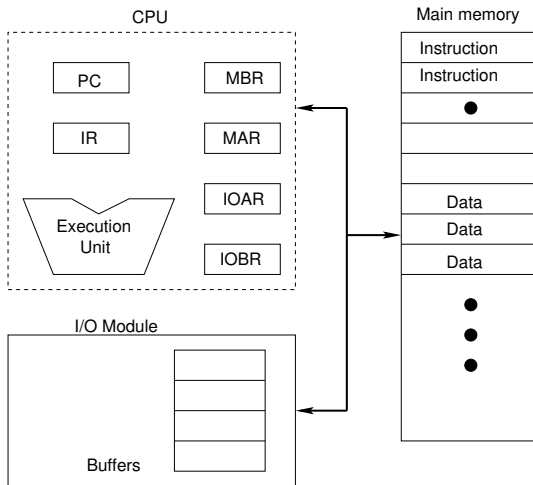 CPU
PC
MBR
IR
MAR
IOAR
Execution
Unit
IOBR
I/O Module
Buffers
Main memory
Instruction
Instruction
Data
Data
Data